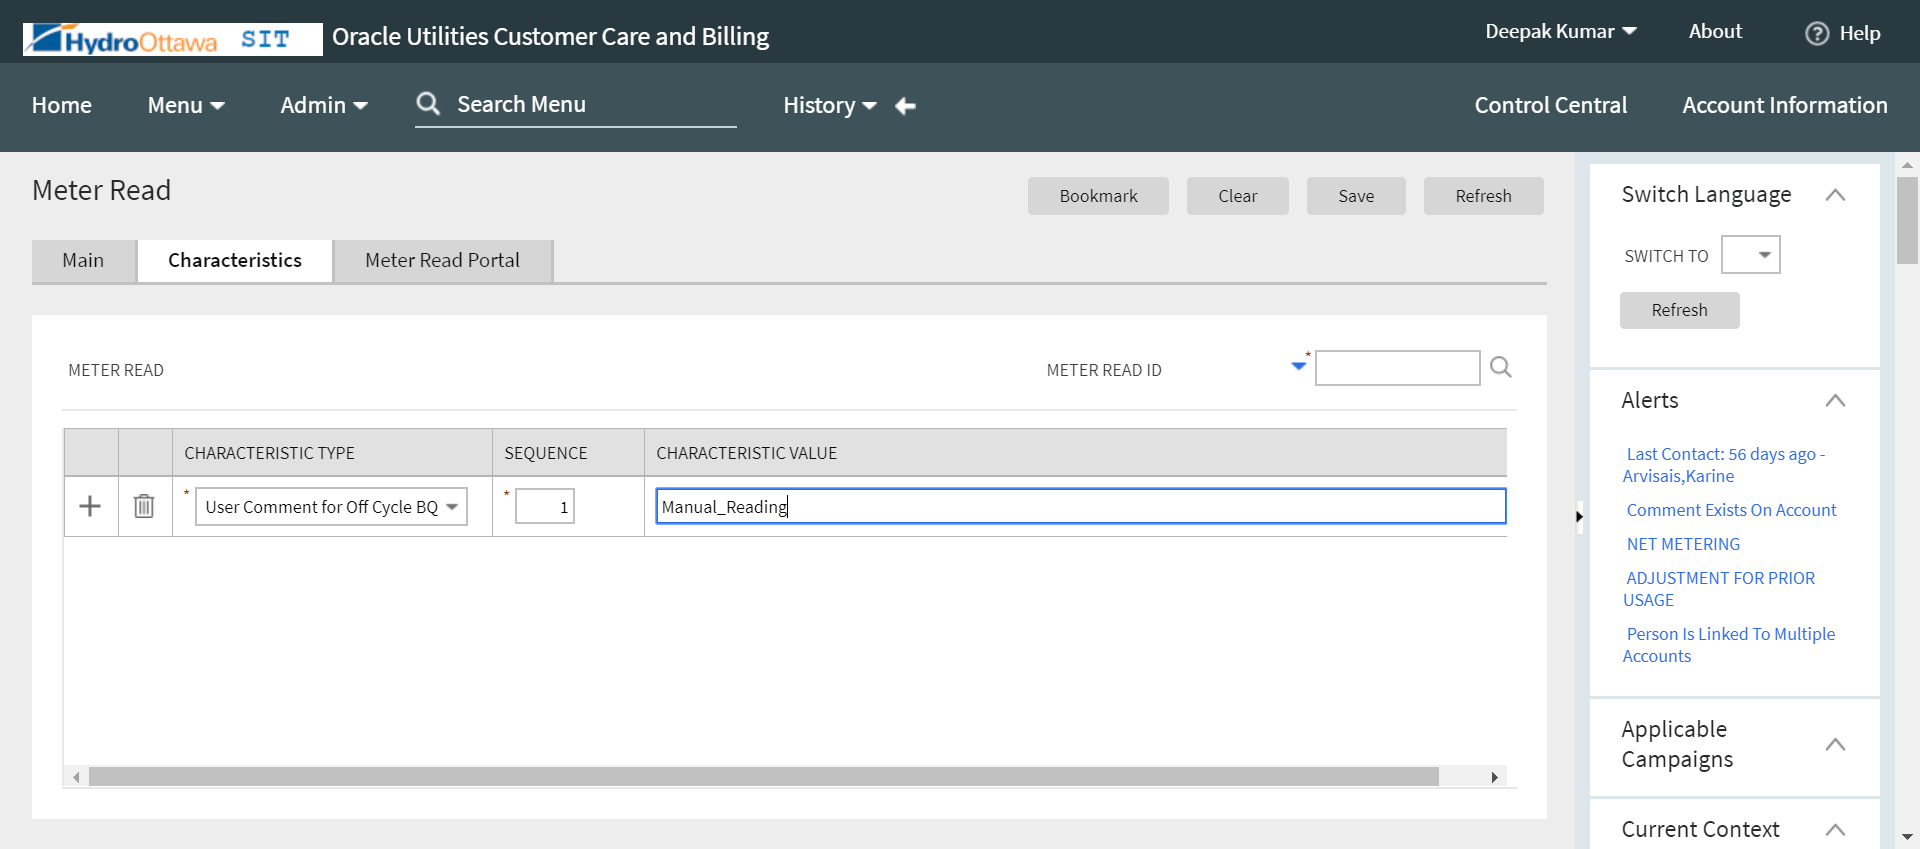 HydroOttawa SIT Oracle Utilities Customer Care and Billing
Deepak Kumar About ? Help
Home Menu Admin Search Menu History Control Central Account Information
Meter Read
Bookmark Clear Save Refresh
Main Characteristics Meter Read Portal
METER READ METER READ ID *
CHARACTERISTIC TYPE SEQUENCE CHARACTERISTIC VALUE
* User Comment for Off Cycle BQ * 1 Manual_Reading
Switch Language
SWITCH TO
Refresh
Alerts
Last Contact: 56 days ago -
Arvisais,Karine
Comment Exists On Account
NET METERING
ADJUSTMENT FOR PRIOR
USAGE
Person Is Linked To Multiple
Accounts
Applicable
Campaigns
Current Context